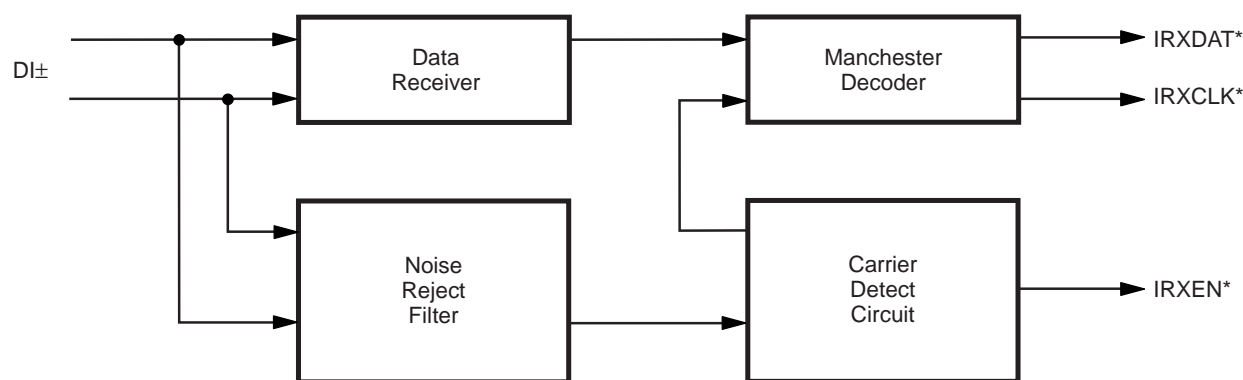 DI±
Data
Receiver
Manchester
Decoder
IRXDAT*
IRXCLK*
Noise
Reject
Filter
Carrier
Detect
Circuit
IRXEN*